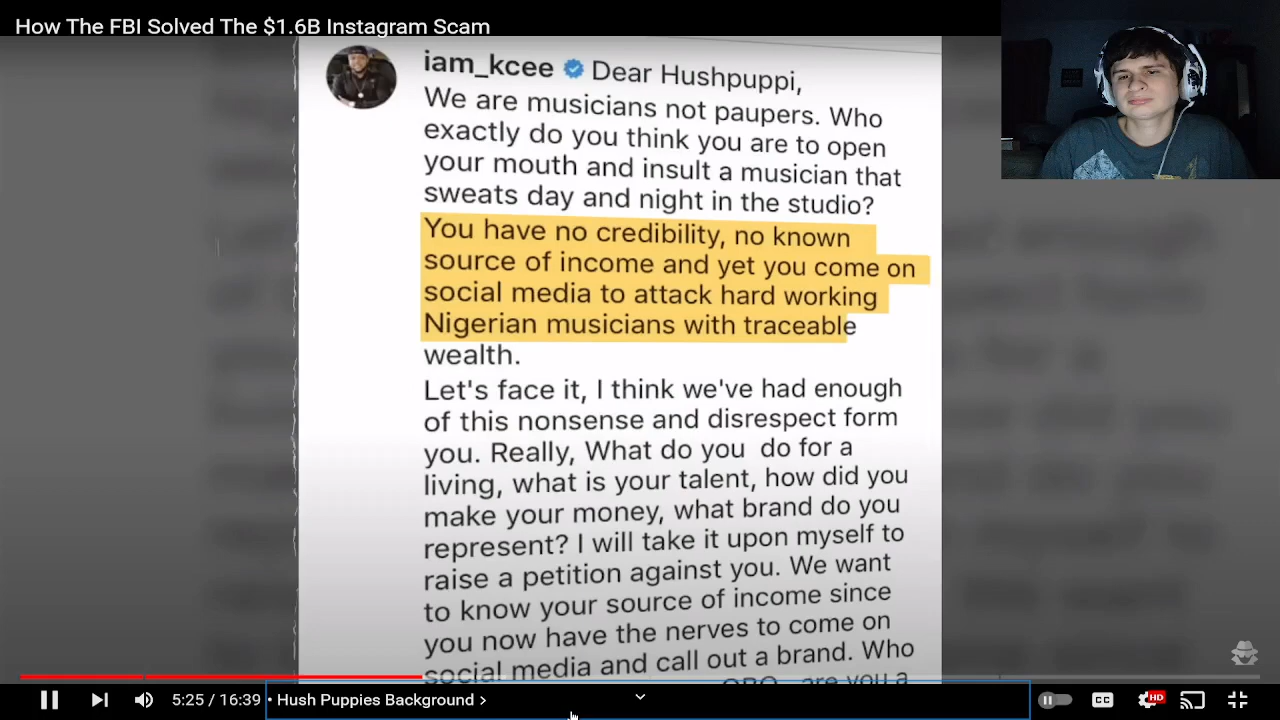 How The FBI Solved The $1.6B Instagram Scam
iam_kcee Dear Hushpuppi,
We are musicians not paupers. Who
exactly do you think you are to open
your mouth and insult a musician that
sweats day and night in the studio?
You have no credibility, no known
source of income and yet you come on
social media to attack hard working
Nigerian musicians with traceable
wealth.
Let's face it, I think we've had enough
of this nonsense and disrespect form
you. Really, What do you do for a
living, what is your talent, how did you
make your money, what brand do you
represent? I will take it upon myself to
raise a petition against you. We want
to know your source of income since
you now have the nerves to come on
social media and call out a brand. Who
are you a
5:25 / 16:39 • Hush Puppies Background >
CC
HD